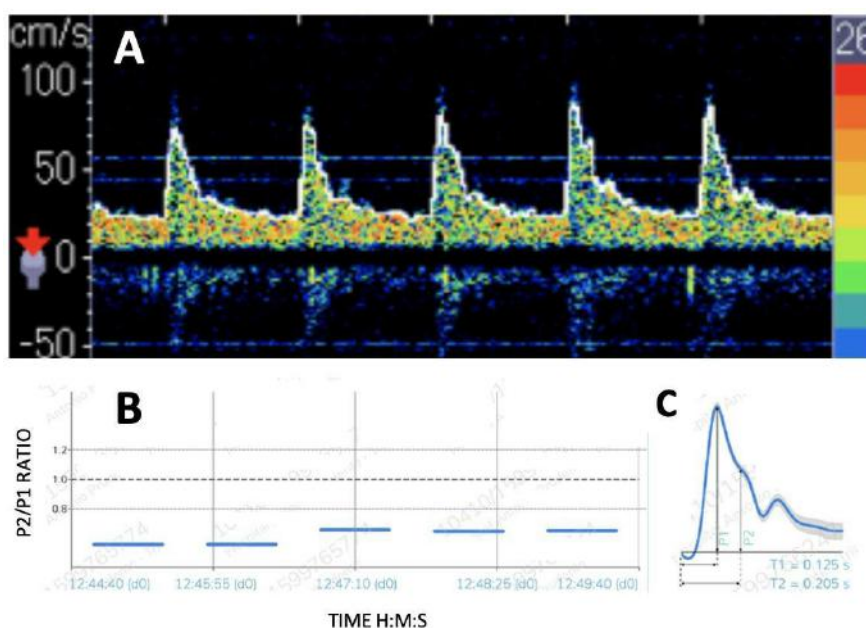 cm/s
A
26
100
50
0
-50
B
C
P2/P1 RATIO
1.2
1.0
0.8
12:44:40 (d0)
12:45:55 (d0)
12:47:10 (d0)
12:48:25 (d0)
12:49:40 (d0)
TIME H:M:S
P1
P2
T1 = 0.125 s
T2 = 0.205 s